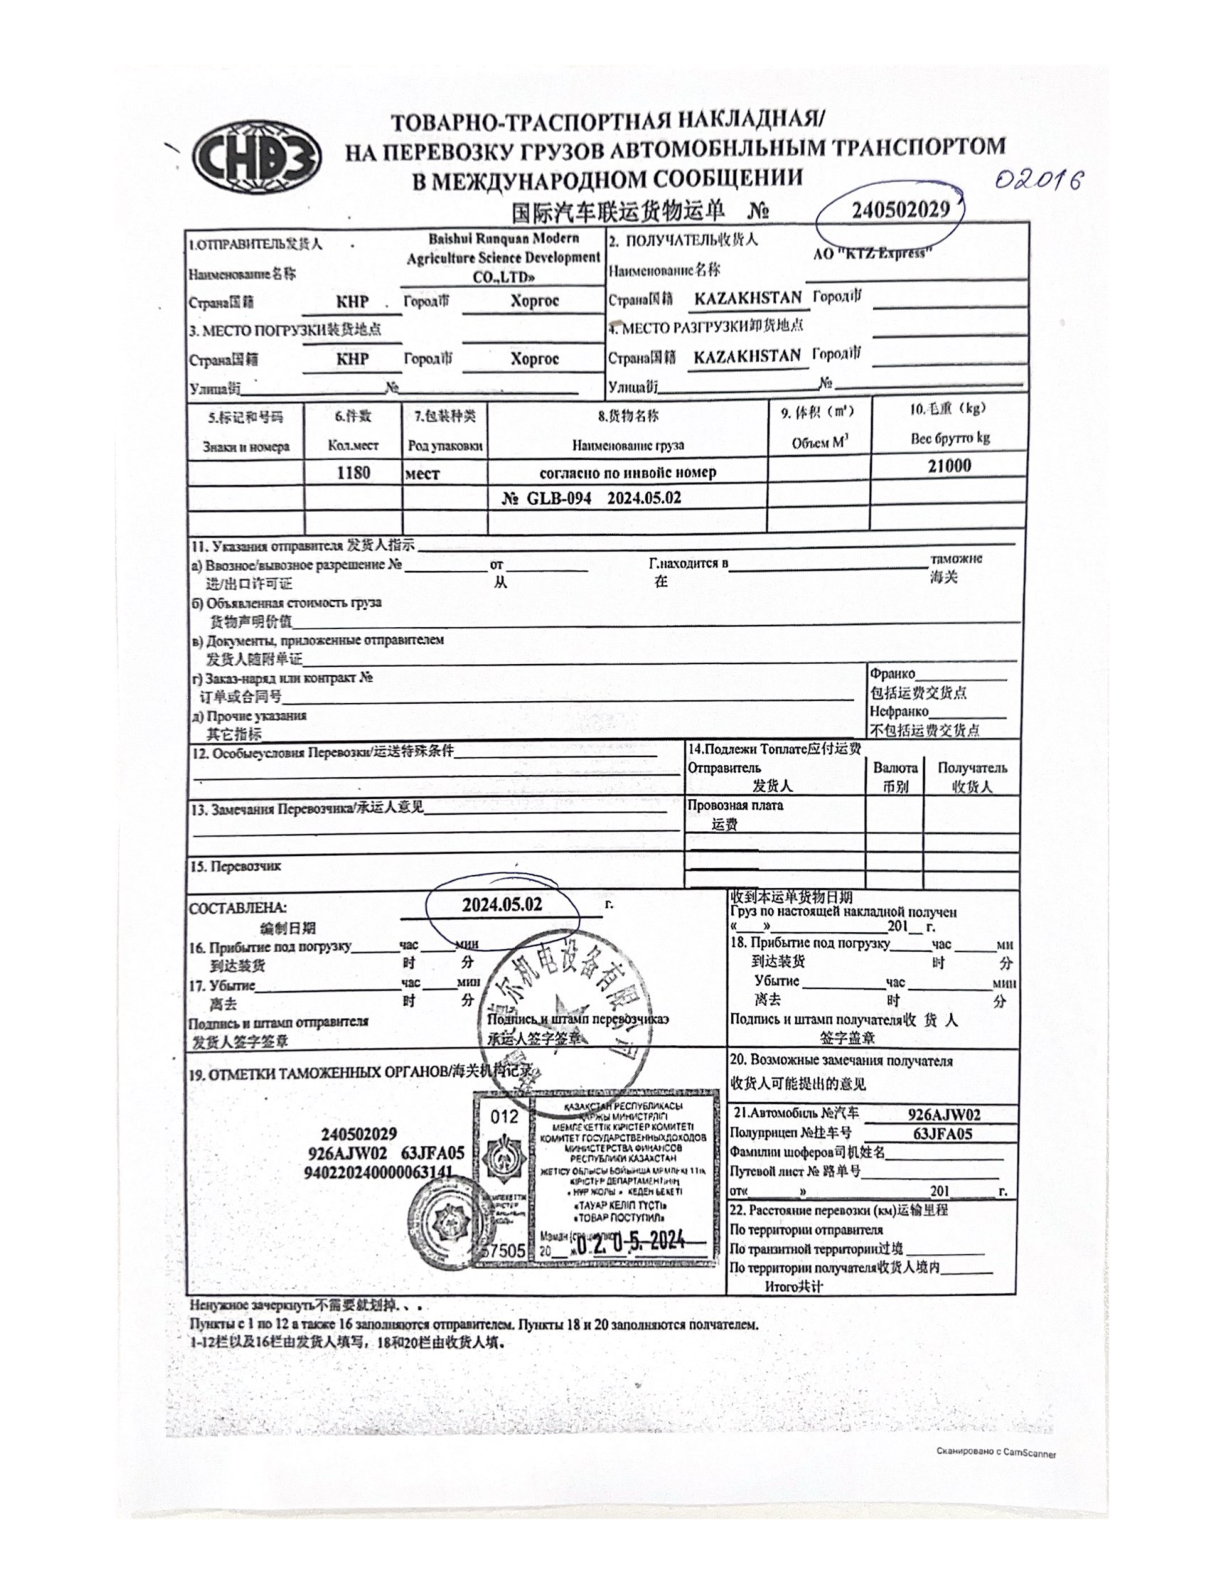 ТОВАРНО-ТРАСПОРТНАЯ НАКЛАДНАЯ/
НА ПЕРЕВОЗКУ ГРУЗОВ АВТОМОБНЛЬНЫМ ТРАНСПОРТОМ
В МЕЖДУНАРОДНОМ СООБЩЕНИИ
02016
国际汽车联运货物运单 № 240502029
1.ОТПРАВИТЕЛЬ发货人
Baishui Runquan Modern
Agriculture Science Development
CO.,LTD»
Наименование名称
Страна国籍 КНР Город市 Хоргос
2. ПОЛУЧАТЕЛЬ收货人
АО "KTZ-Express"
Наименование名称
Страна国籍 KAZAKHSTAN Город市
3. МЕСТО ПОГРУЗКИ装货地点
Страна国籍 КНР Город市 Хоргос
Улица街 №
4. МЕСТО РАЗГРУЗКИ卸货地点
Страна国籍 KAZAKHSTAN Город市
Улица街 №
5.标记和号码 6.件数 7.包装种类 8.货物名称 9.体积（m³） 10.毛重（kg）
Знаки и номера Кол.мест Род упаковки Наименование груза Объем М³ Вес брутто kg
1180 мест согласно по инвойс номер 21000
№ GLB-094 2024.05.02
11. Указания отправителя 发货人指示
а) Ввозное/вывозное разрешение № от Г.находится в таможне
进/出口许可证 从 在 海关
б) Объявленная стоимость груза
货物声明价值
в) Документы, приложенные отправителем
发货人随附单证
г) Заказ-наряд или контракт №
订单或合同号
д) Прочие указания
其它指标
Франко
包括运费交货点
Нефранко
不包括运费交货点
12. Особыеусловия Перевозки/运送特殊条件
13. Замечания Перевозчика/承运人意见
14.Подлежи Топлате应付运费
Отправитель Валюта Получатель
发货人 币别 收货人
Провозная плата
运费
15. Перевозчик
СОСТАВЛЕНА: 2024.05.02 г.
编制日期
16. Прибытие под погрузку час мин
到达装货 时 分
17. Убытие час мин
离去 时 分
Подпись и штамп отправителя Подпись и штамп перевозчиказ
发货人签字签章 承运人签字签章
收到本运单货物日期
Груз по настоящей накладной получен
« » 201 г.
18. Прибытие под погрузку час ми
到达装货 时 分
Убытие час мин
离去 时 分
Подпись и штамп получателя收 货 人
签字盖章
19. ОТМЕТКИ ТАМОЖЕННЫХ ОРГАНОВ/海关机构记录
240502029
926AJW02 63JFA05
940220240000063141
012
57505
ҚАЗАҚСТАН РЕСПУБЛИКАСЫ
ҚАРЖЫ МИНИСТРЛІГІ
МЕМЛЕКЕТТІК КІРІСТЕР КОМИТЕТІ
КОМИТЕТ ГОСУДАРСТВЕННЫХ ДОХОДОВ
МИНИСТЕРСТВА ФИНАНСОВ
РЕСПУБЛИКИ КАЗАХСТАН
КІРІСТЕР ДЕПАРТАМЕНТІНІҢ
« НҰР ЖОЛЫ » КЕДЕН БЕКЕТІ
«ТАУАР КЕЛІП ТҮСТІ»
«ТОВАР ПОСТУПИЛ»
20 02.05.2024
20. Возможные замечания получателя
收货人可能提出的意见
21.Автомобиль №汽车 926AJW02
Полуприцеп №挂车号 63JFA05
Фамилии шоферов司机姓名
Путевой лист № 路单号
от« » 201 г.
22. Расстояние перевозки (км)运输里程
По территории отправителя
По транзитной территории过境
По территории получателя收货人境内
Итого共计
Ненужное зачеркнуть不需要就划掉、、.
Пункты с 1 по 12 а также 16 заполняются отправителем. Пункты 18 и 20 заполняются полчателем.
1-12栏以及16栏由发货人填写，18和20栏由收货人填.
Сканировано с CamScanner